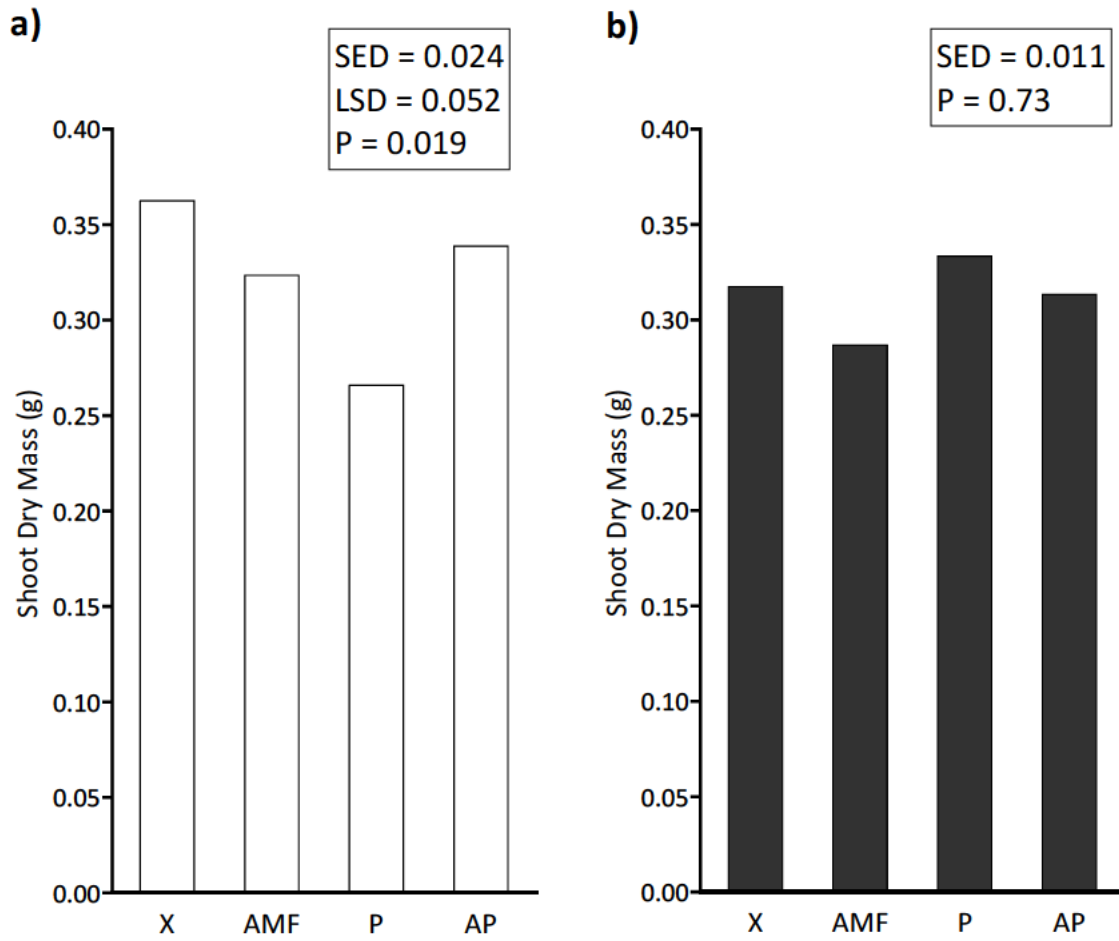 a)
SED = 0.024
LSD = 0.052
P = 0.019
0.40
0.35
0.30
0.25
0.20
0.15
0.10
0.05
0.00
Shoot Dry Mass (g)
X AMF P AP
b)
SED = 0.011
P = 0.73
0.40
0.35
0.30
0.25
0.20
0.15
0.10
0.05
0.00
Shoot Dry Mass (g)
X AMF P AP